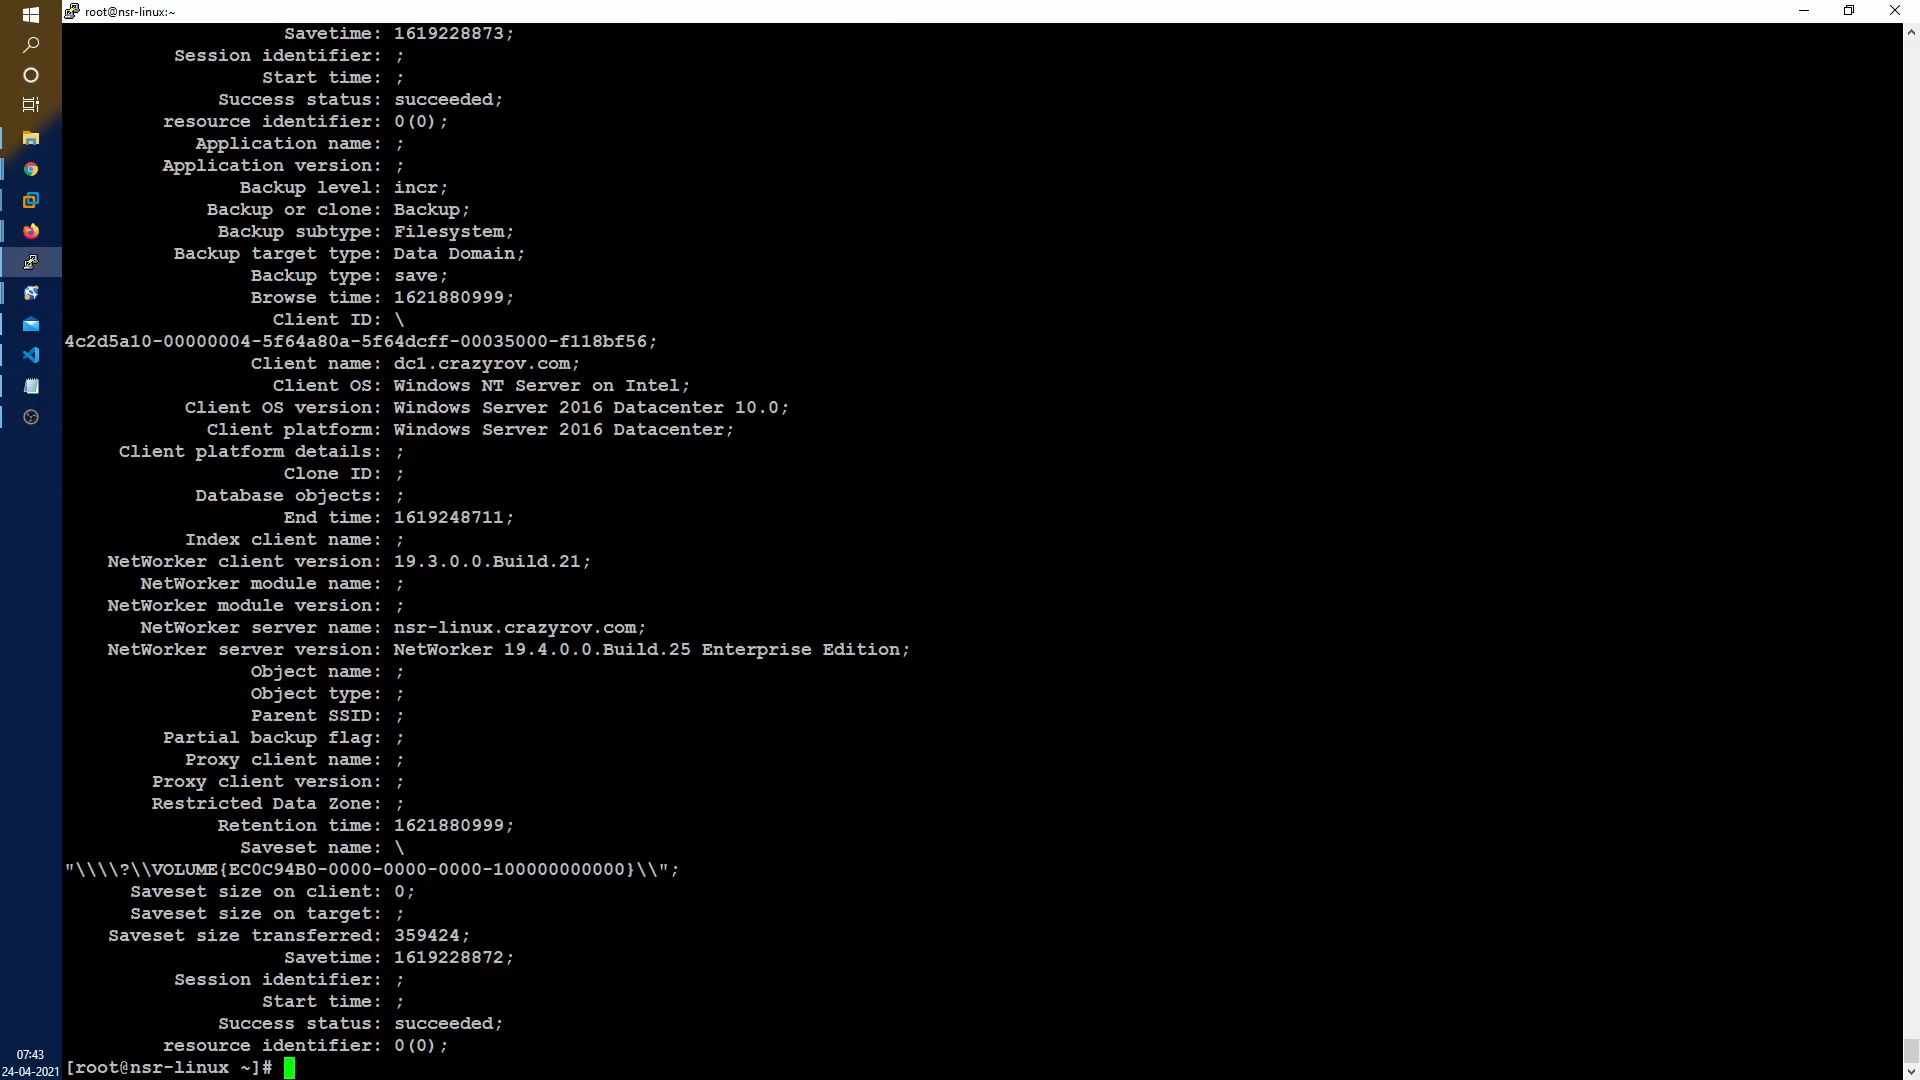 root@nsr-linux:~
Savetime: 1619228873;
Session identifier: ;
Start time: ;
Success status: succeeded;
resource identifier: 0(0);
Application name: ;
Application version: ;
Backup level: incr;
Backup or clone: Backup;
Backup subtype: Filesystem;
Backup target type: Data Domain;
Backup type: save;
Browse time: 1621880999;
Client ID: \
4c2d5a10-00000004-5f64a80a-5f64dcff-00035000-f118bf56;
Client name: dc1.crazyrov.com;
Client OS: Windows NT Server on Intel;
Client OS version: Windows Server 2016 Datacenter 10.0;
Client platform: Windows Server 2016 Datacenter;
Client platform details: ;
Clone ID: ;
Database objects: ;
End time: 1619248711;
Index client name: ;
NetWorker client version: 19.3.0.0.Build.21;
NetWorker module name: ;
NetWorker module version: ;
NetWorker server name: nsr-linux.crazyrov.com;
NetWorker server version: NetWorker 19.4.0.0.Build.25 Enterprise Edition;
Object name: ;
Object type: ;
Parent SSID: ;
Partial backup flag: ;
Proxy client name: ;
Proxy client version: ;
Restricted Data Zone: ;
Retention time: 1621880999;
Saveset name: \
"\\\\?\\VOLUME{EC0C94B0-0000-0000-0000-100000000000}\\";
Saveset size on client: 0;
Saveset size on target: ;
Saveset size transferred: 359424;
Savetime: 1619228872;
Session identifier: ;
Start time: ;
Success status: succeeded;
resource identifier: 0(0);
[root@nsr-linux ~]#
07:43
24-04-2021